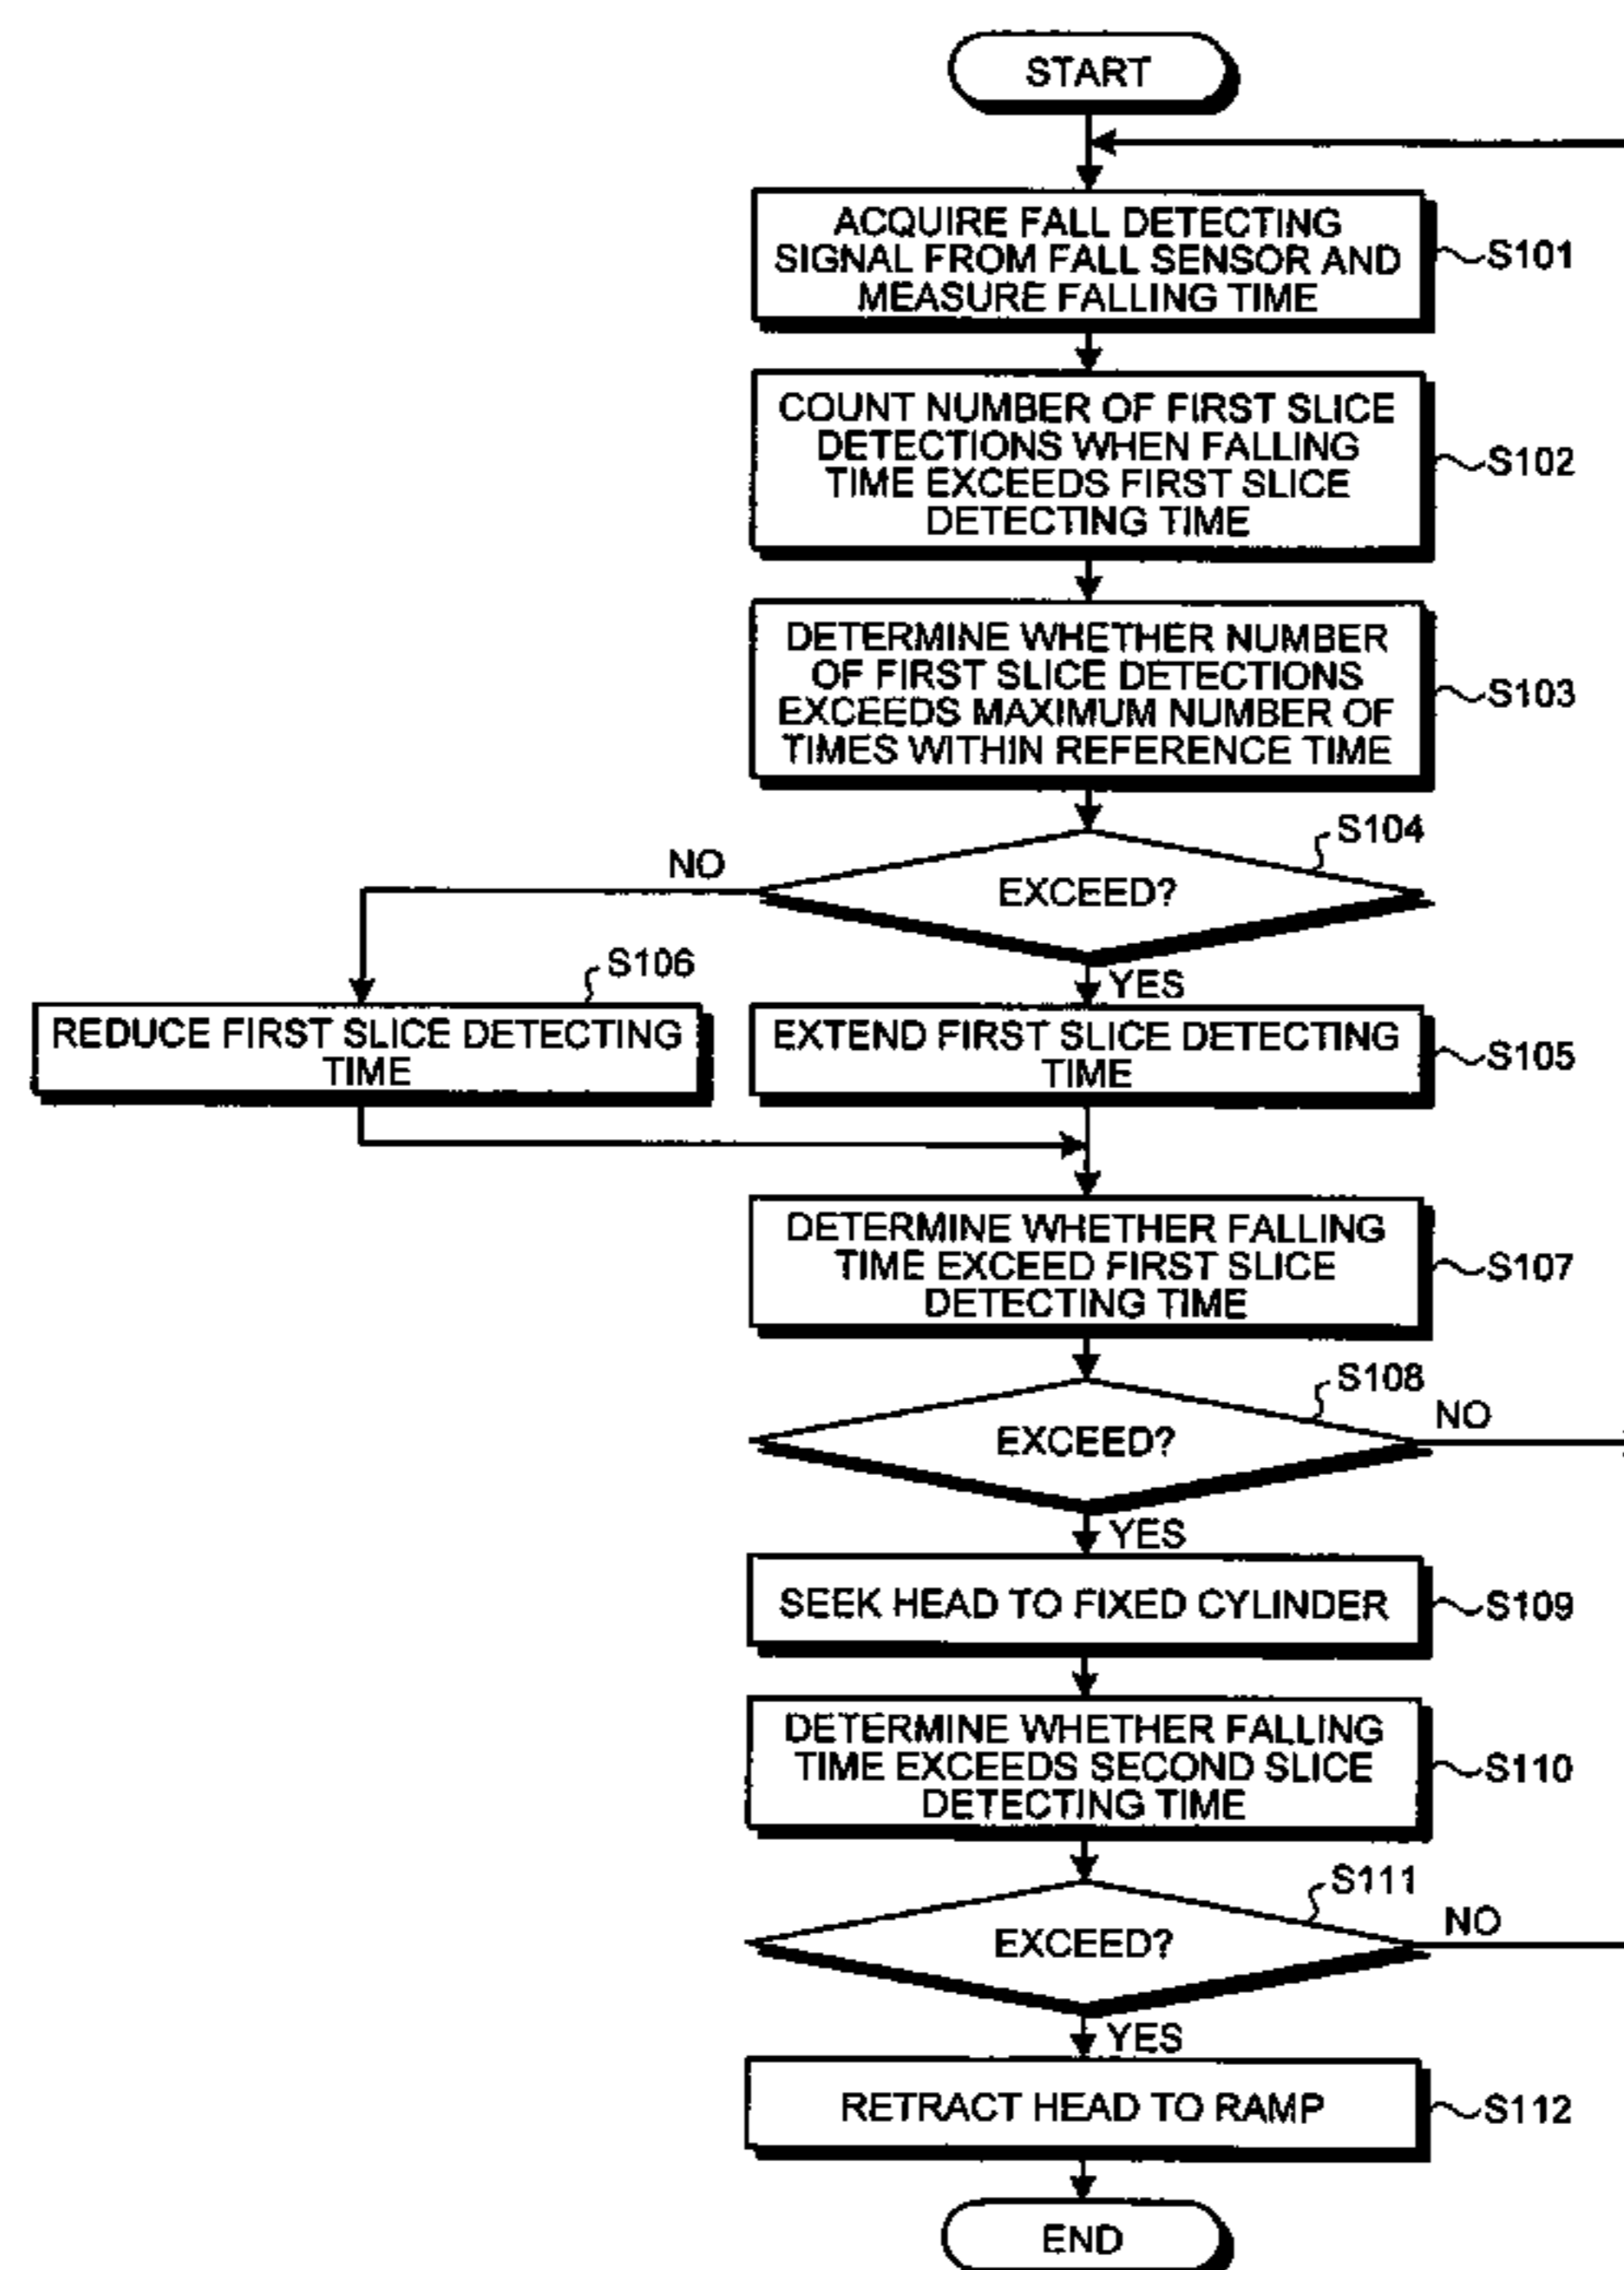 START
ACQUIRE FALL DETECTING
SIGNAL FROM FALL SENSOR AND
MEASURE FALLING TIME
S101
COUNT NUMBER OF FIRST SLICE
DETECTIONS WHEN FALLING
TIME EXCEEDS FIRST SLICE
DETECTING TIME
S102
DETERMINE WHETHER NUMBER
OF FIRST SLICE DETECTIONS
EXCEEDS MAXIMUM NUMBER OF
TIMES WITHIN REFERENCE TIME
S103
S104
NO
EXCEED?
YES
S106
REDUCE FIRST SLICE DETECTING
TIME
EXTEND FIRST SLICE DETECTING
TIME
S105
DETERMINE WHETHER FALLING
TIME EXCEED FIRST SLICE
DETECTING TIME
S107
S108
NO
EXCEED?
YES
SEEK HEAD TO FIXED CYLINDER
S109
DETERMINE WHETHER FALLING
TIME EXCEEDS SECOND SLICE
DETECTING TIME
S110
S111
NO
EXCEED?
YES
RETRACT HEAD TO RAMP
S112
END